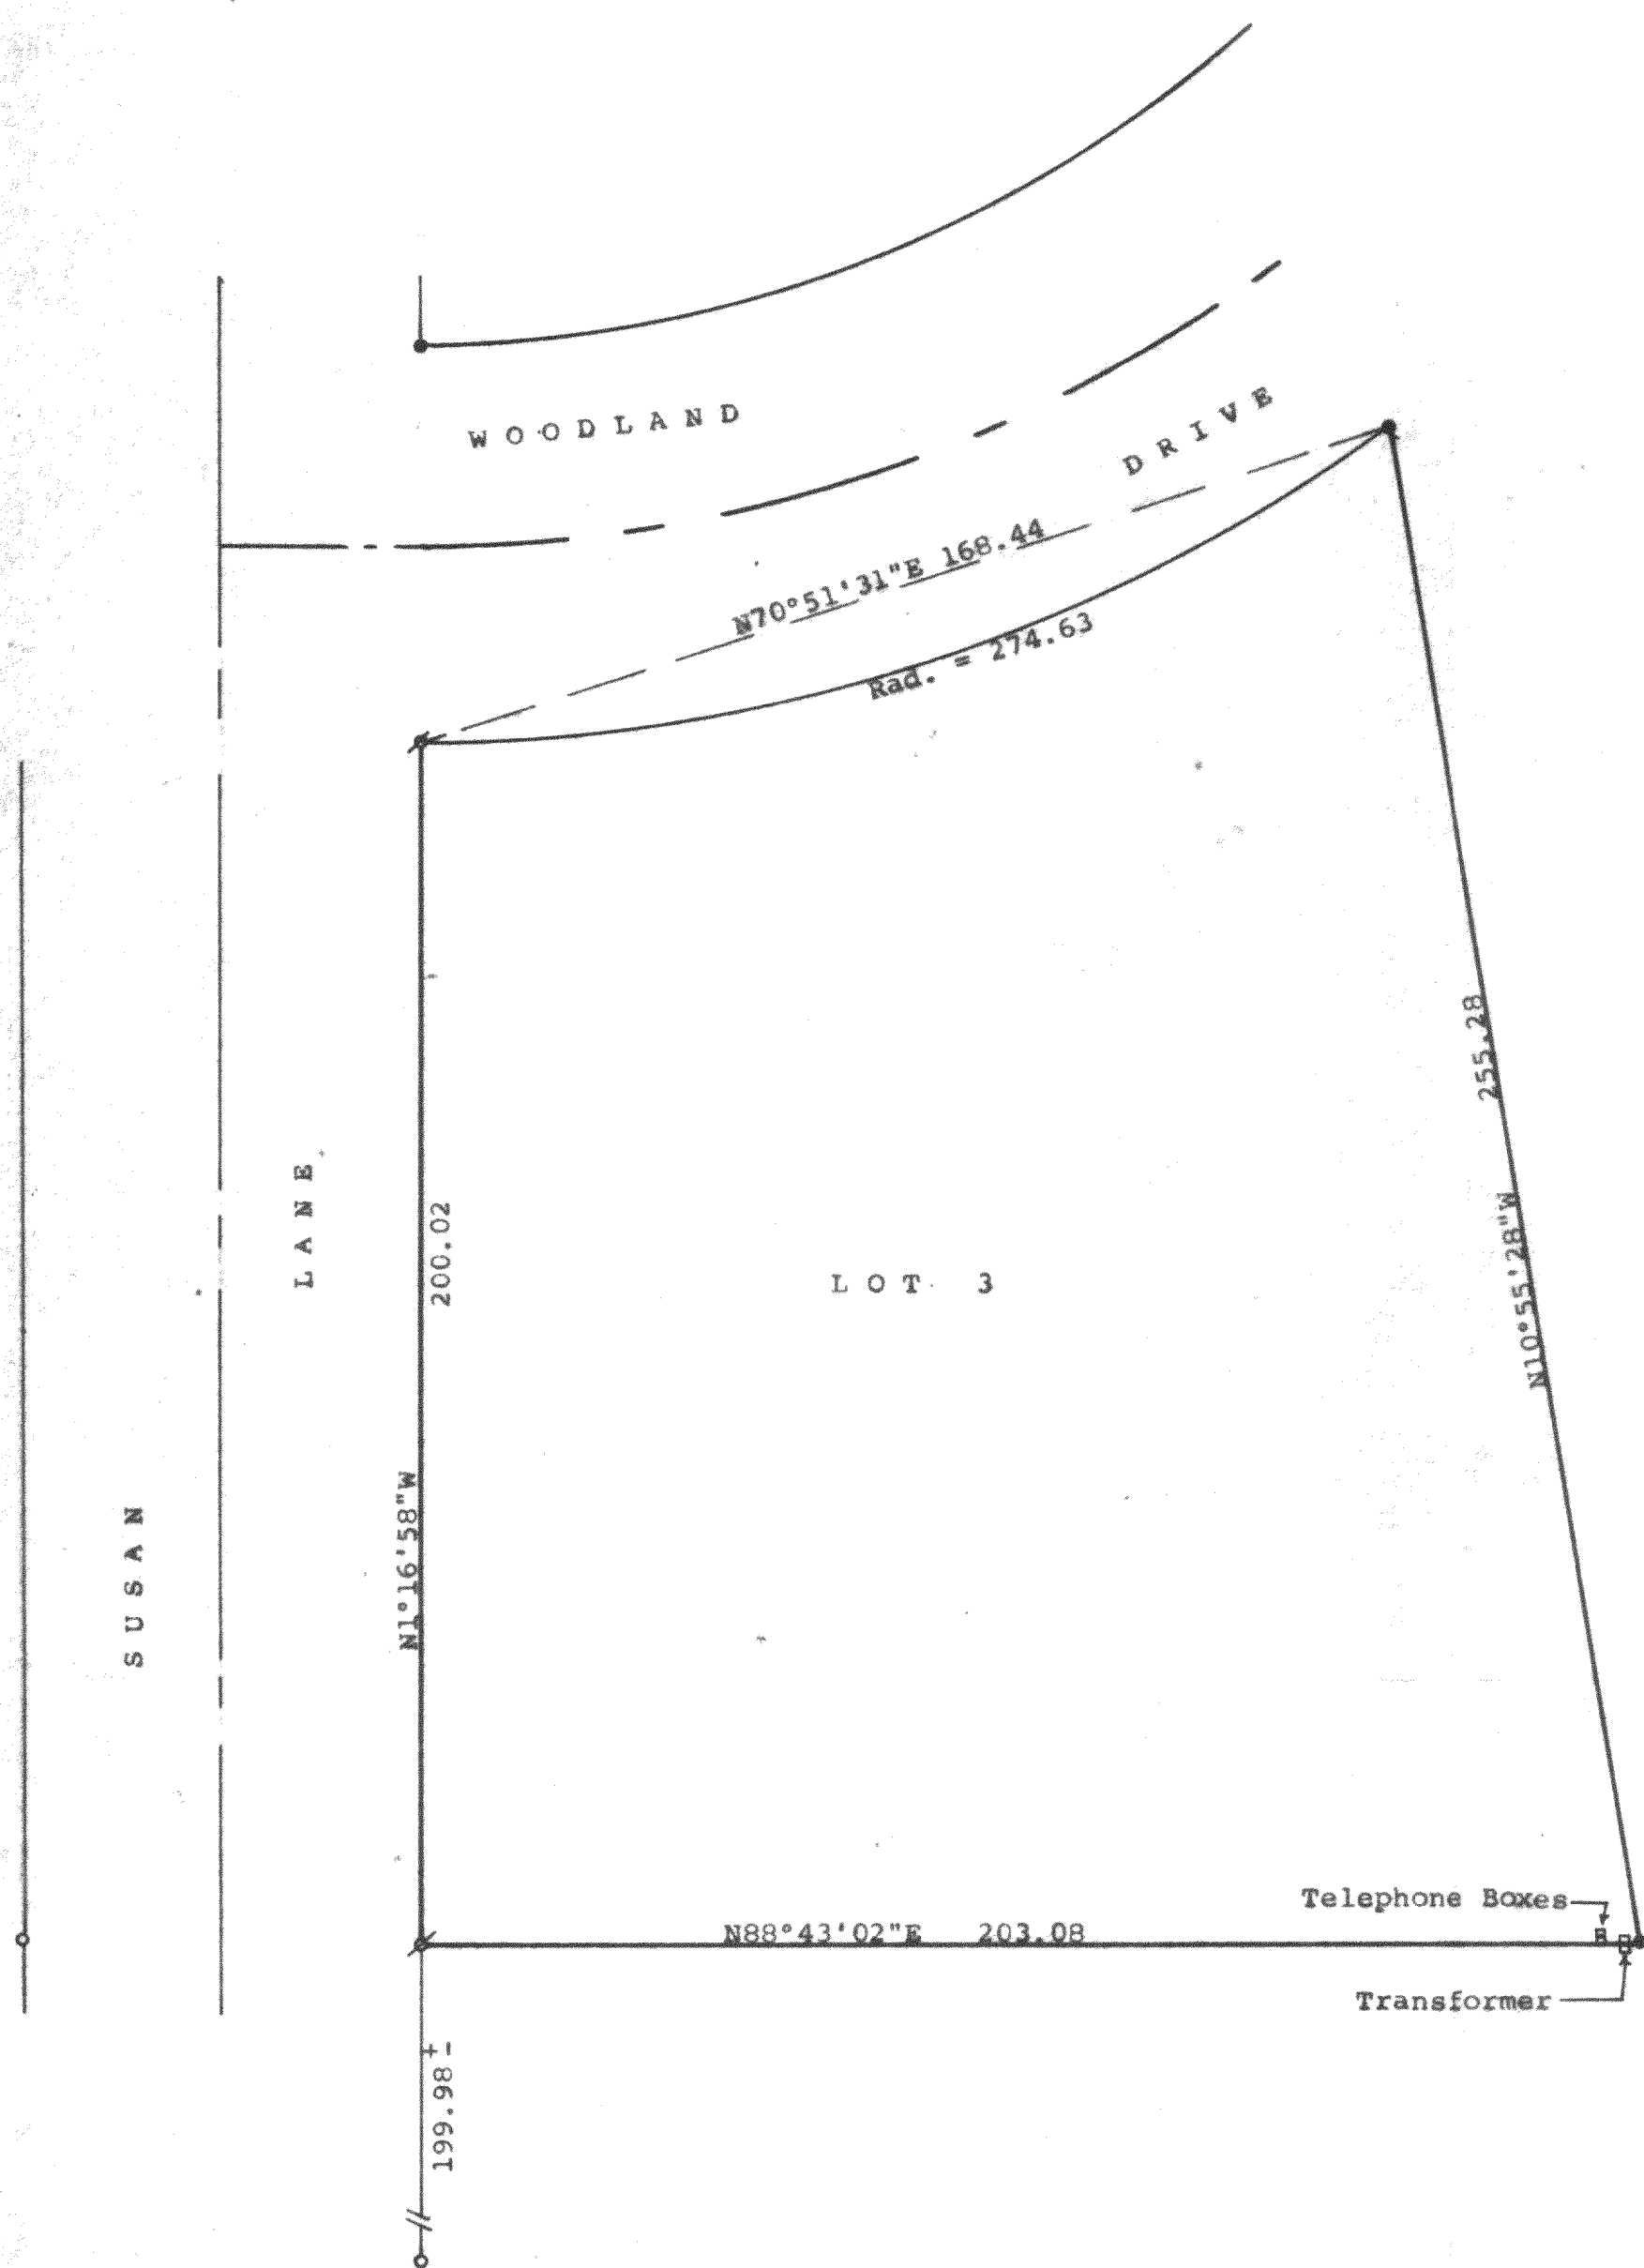 WOODLAND
DRIVE
N70°51'31"E 168.44
Rad. = 274.63
SUSAN
LANE
N1°16'58"W
200.02
LOT 3
255.28
N10°55'28"W
Telephone Boxes
N88°43'02"E 203.08
Transformer
199.98+-